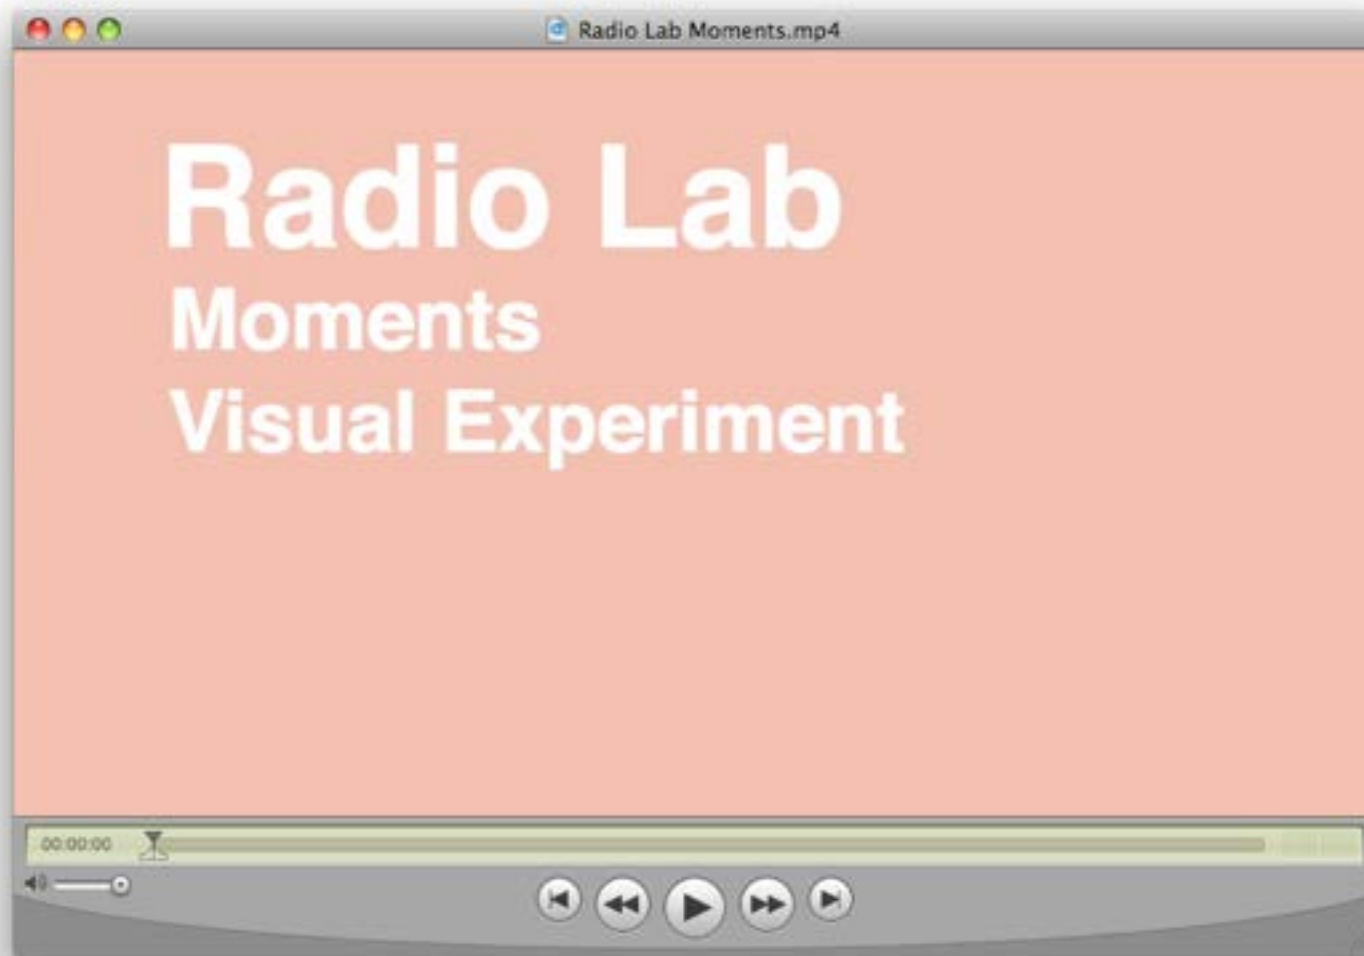 Radio Lab Moments.mp4
Radio Lab
Moments
Visual Experiment
00:00:00